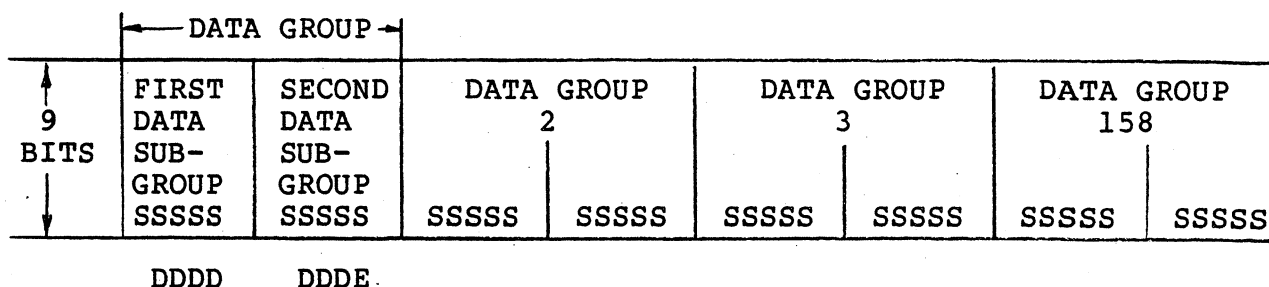 DATA GROUP
FIRST SECOND DATA GROUP DATA GROUP DATA GROUP
9 DATA DATA 2 3 158
BITS SUB- SUB-
GROUP GROUP
SSSSS SSSSS SSSSS SSSSS SSSSS SSSSS SSSSS SSSSS
DDDD DDDE